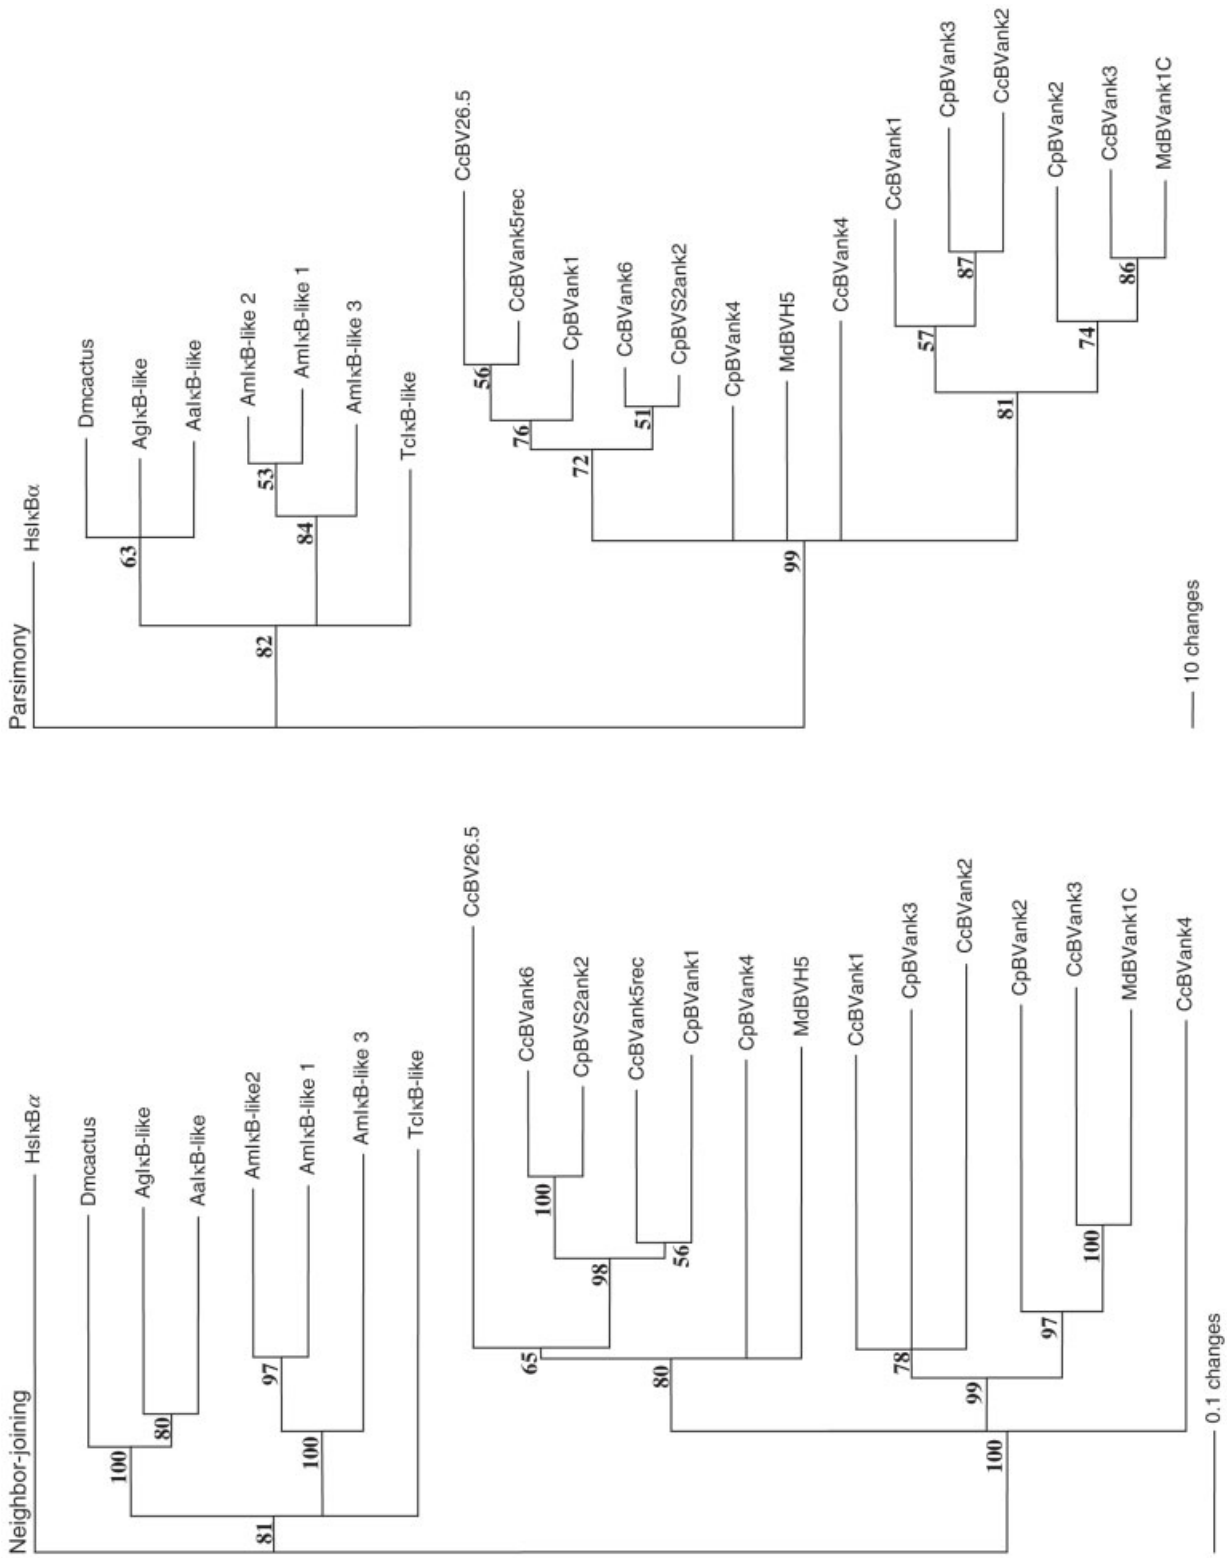 Neighbor-joining
HsIκBα
Dmcactus
AgIκB-like
AaIκB-like
AmIκB-like2
AmIκB-like 1
AmIκB-like 3
TcIκB-like
CcBV26.5
CcBVank6
CpBVS2ank2
CcBVank5rec
CpBVank1
CpBVank4
MdBVH5
CcBVank1
CpBVank3
CcBVank2
CpBVank2
CcBVank3
MdBVank1C
CcBVank4
100
80
81
97
100
65
100
98
56
80
78
99
97
100
100
0.1 changes
Parsimony
HsIκBα
Dmcactus
AgIκB-like
AaIκB-like
AmIκB-like 2
AmIκB-like 1
AmIκB-like 3
TcIκB-like
CcBV26.5
CcBVank5rec
CpBVank1
CcBVank6
CpBVS2ank2
CpBVank4
MdBVH5
CcBVank4
CcBVank1
CpBVank3
CcBVank2
CpBVank2
CcBVank3
MdBVank1C
63
82
53
84
56
76
72
51
99
57
87
81
74
86
10 changes